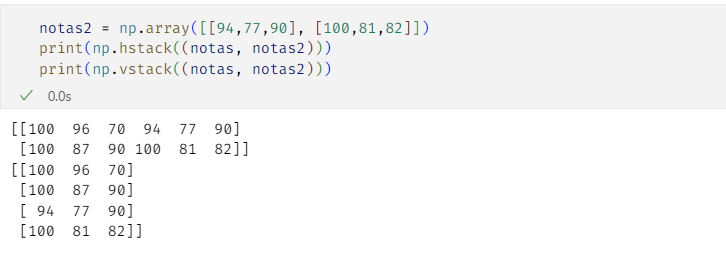 notas2 = np.array([[94,77,90], [100,81,82]])
print(np.hstack((notas, notas2)))
print(np.vstack((notas, notas2)))
✓ 0.0s
[[100  96  70  94  77  90]
 [100  87  90 100  81  82]]
[[100  96  70]
 [100  87  90]
 [ 94  77  90]
 [100  81  82]]